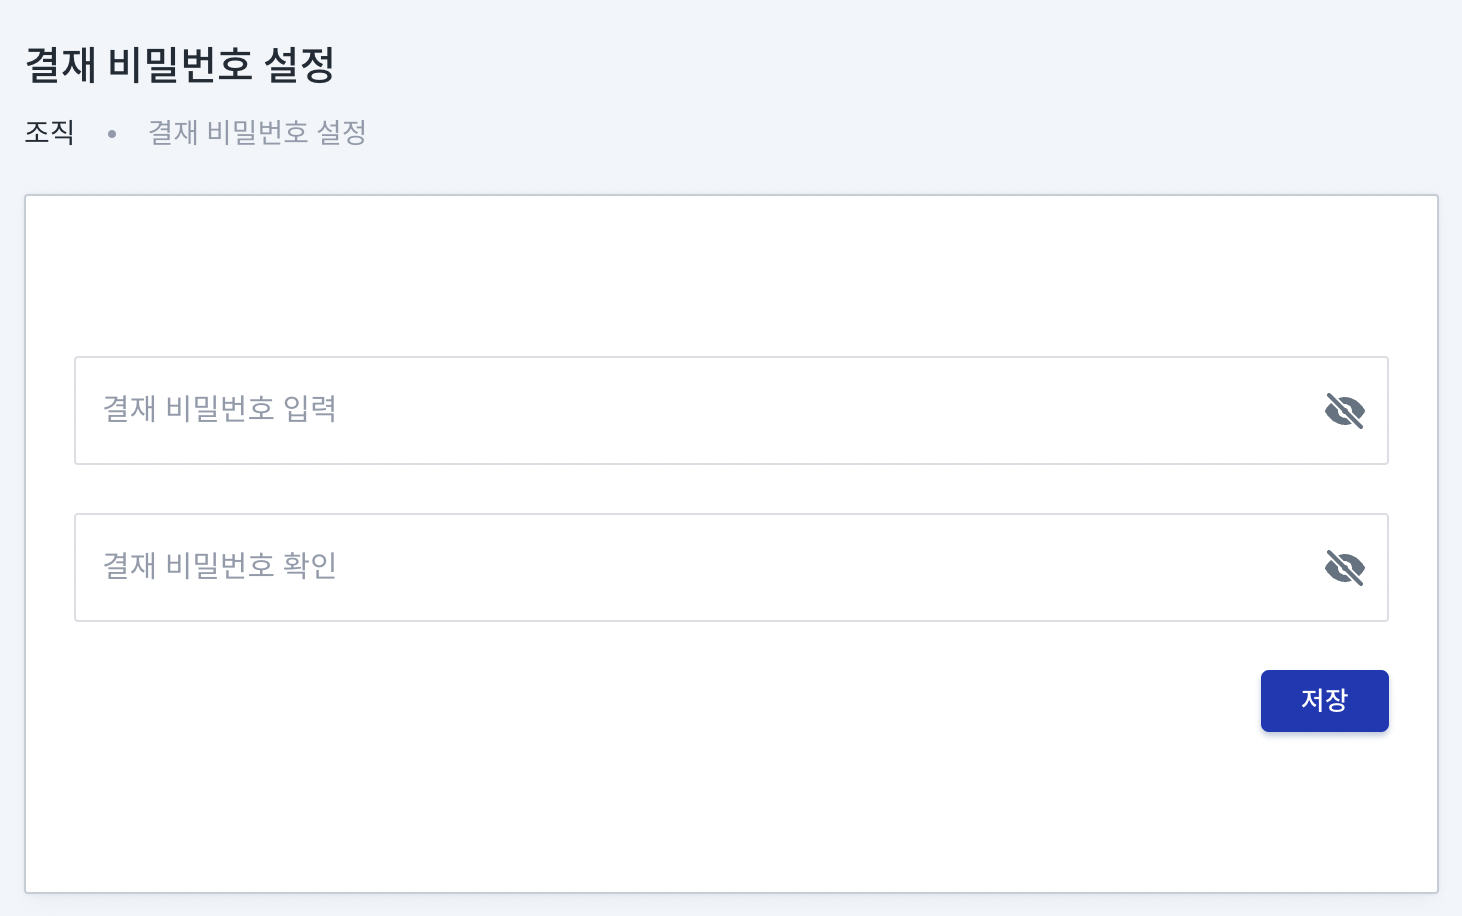 결재 비밀번호 설정
조직 • 결재 비밀번호 설정
결재 비밀번호 입력
결재 비밀번호 확인
저장